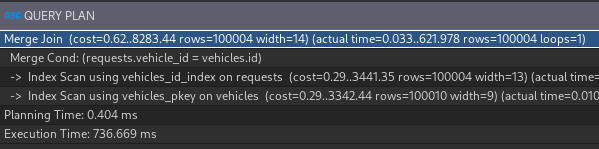 ABC QUERY PLAN
Merge Join (cost=0.62..8283.44 rows=100004 width=14) (actual time=0.033..621.978 rows=100004 loops=1)
Merge Cond: (requests.vehicle_id = vehicles.id)
-> Index Scan using vehicles_id_index on requests (cost=0.29..3441.35 rows=100004 width=13) (actual time=
-> Index Scan using vehicles_pkey on vehicles (cost=0.29..3342.44 rows=100010 width=9) (actual time=0.010
Planning Time: 0.404 ms
Execution Time: 736.669 ms